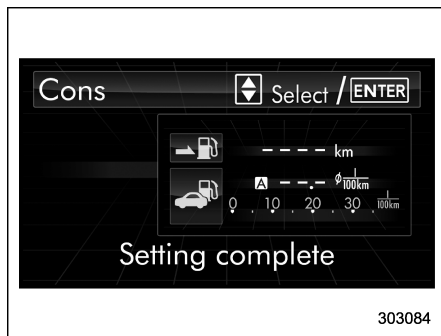 Cons Select / ENTER
– – – – – km
A – – –.– ø l/100km
0 . 10 . 20 . 30 . l/100km
Setting complete
303084